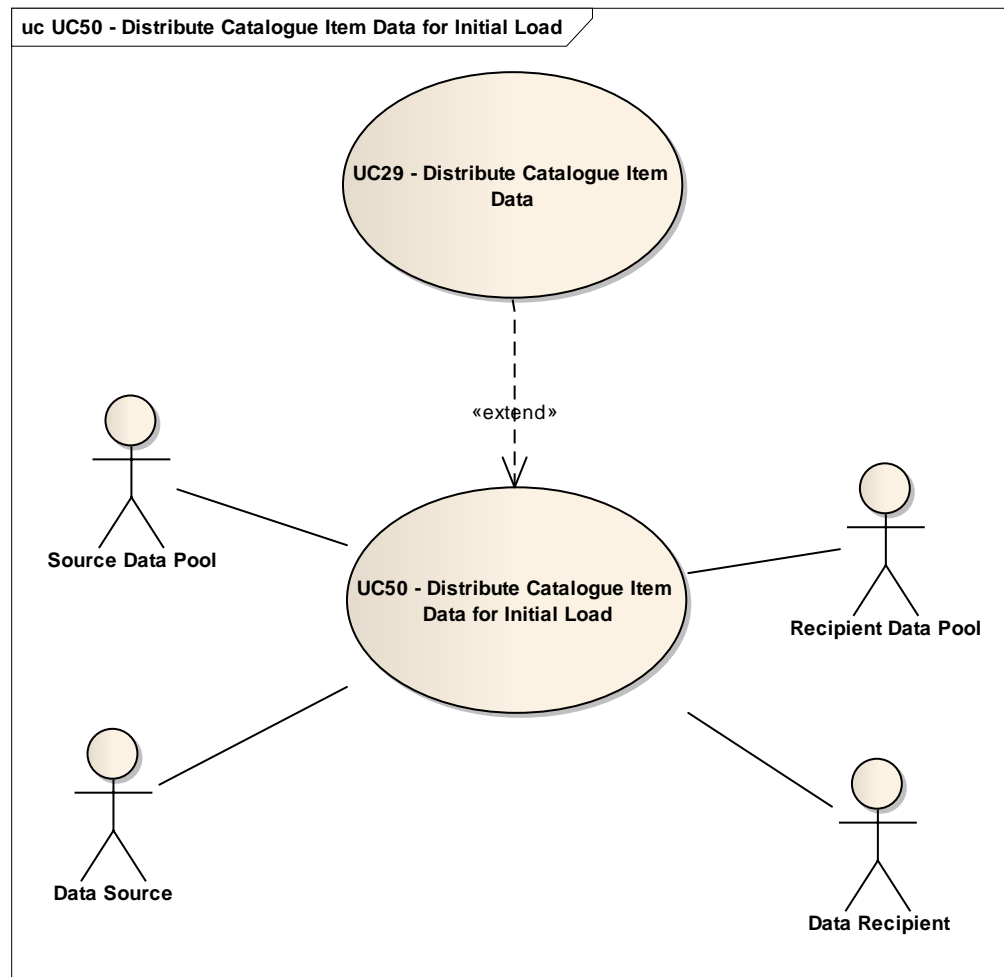 uc UC50 - Distribute Catalogue Item Data for Initial Load
UC29 - Distribute Catalogue Item
Data
«extend»
Source Data Pool
UC50 - Distribute Catalogue Item
Data for Initial Load
Recipient Data Pool
Data Source
Data Recipient